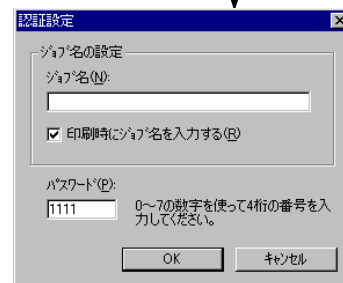 認証設定
ｼﾞｮﾌﾞ名の設定
ｼﾞｮﾌﾞ名(N):
印刷時にｼﾞｮﾌﾞ名を入力する(R)
ﾊﾟｽﾜｰﾄﾞ(P):
1111
0～7の数字を使って4桁の番号を入
力してください。
OK
ｷｬﾝｾﾙ